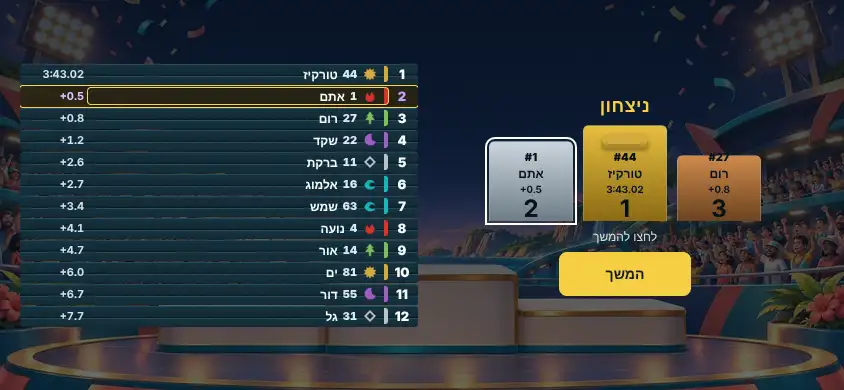 1 44 טורקיז 3:43.02
2 1 אתם +0.5
3 27 רום +0.8
4 22 שקד +1.2
5 11 ברקת +2.6
6 16 אלמוג +2.7
7 63 שמש +3.4
8 4 נועה +4.1
9 14 אור +4.7
10 81 ים +6.0
11 55 דור +6.7
12 31 גל +7.7
ניצחון
#27
רום
+0.8
3
#44
טורקיז
3:43.02
1
#1
אתם
+0.5
2
לחצו להמשך
המשך